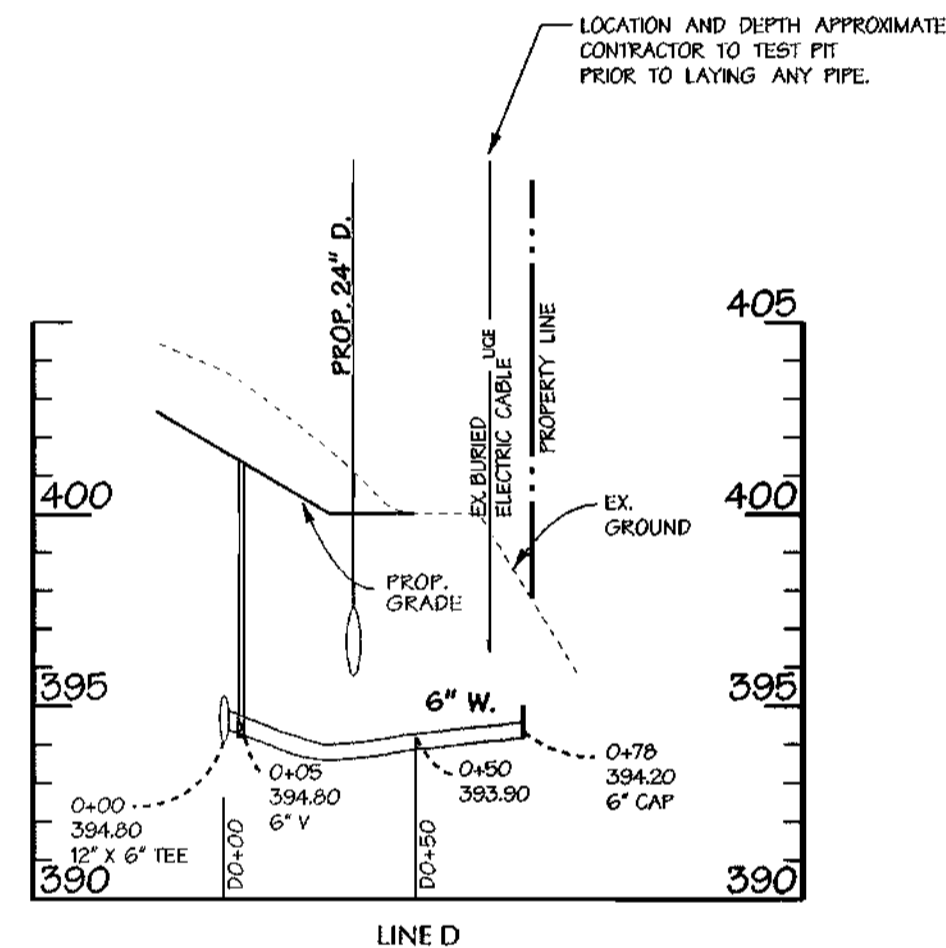 LOCATION AND DEPTH APPROXIMATE
CONTRACTOR TO TEST PIT
PRIOR TO LAYING ANY PIPE.
PROP. 24" D.
UGE
EX. BURIED
ELECTRIC CABLE
PROPERTY LINE
405
405
400
400
EX.
GROUND
PROP.
GRADE
395
395
6" W.
0+00
394.80
12" X 6" TEE
0+05
394.80
6" V
0+50
393.90
0+78
394.20
6" CAP
D0+00
D0+50
390
390
LINE D